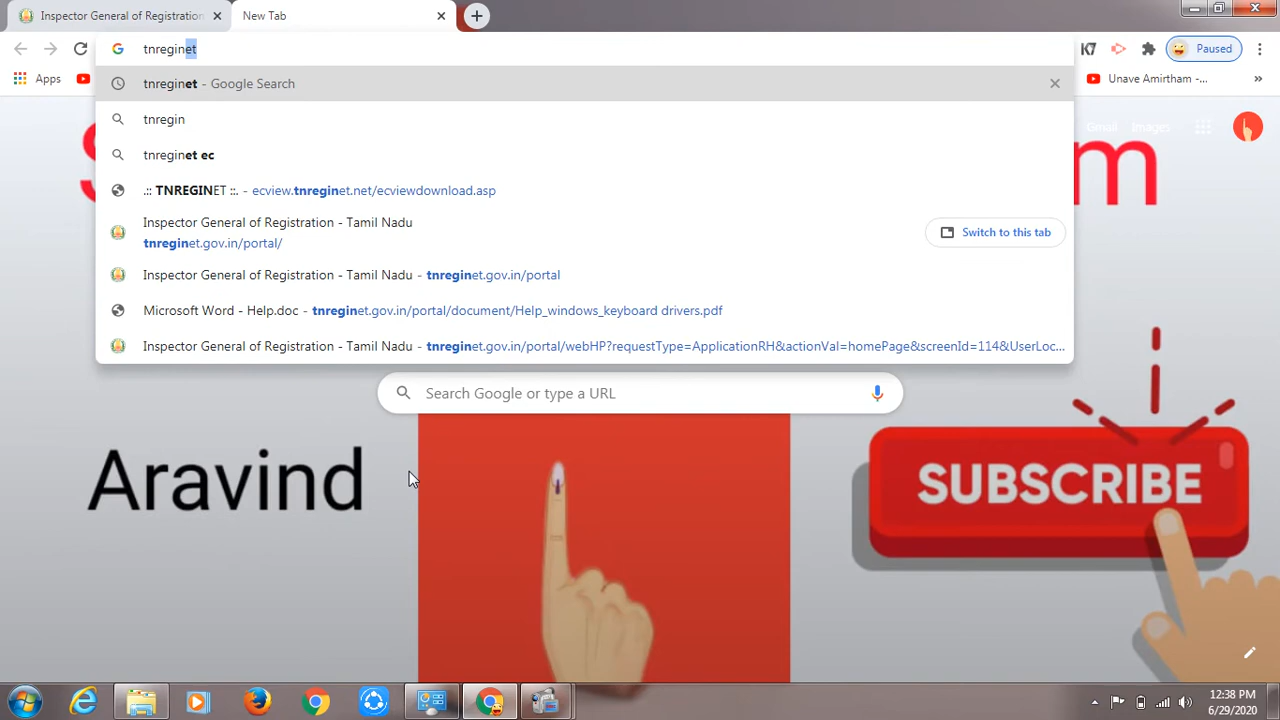 Inspector General of Registration
New Tab
tnreginet
Paused
tnreginet - Google Search
Apps
Unave Amirtham -...
»
tnregin
Gmail
Images
tnreginet ec
.:: TNREGINET ::. - ecview.tnreginet.net/ecviewdownload.asp
Inspector General of Registration - Tamil Nadu
tnreginet.gov.in/portal/
Switch to this tab
Inspector General of Registration - Tamil Nadu - tnreginet.gov.in/portal
Microsoft Word - Help.doc - tnreginet.gov.in/portal/document/Help_windows_keyboard drivers.pdf
Inspector General of Registration - Tamil Nadu - tnreginet.gov.in/portal/webHP?requestType=ApplicationRH&actionVal=homePage&screenId=114&UserLoc...
Search Google or type a URL
Aravind
SUBSCRIBE
12:38 PM
6/29/2020